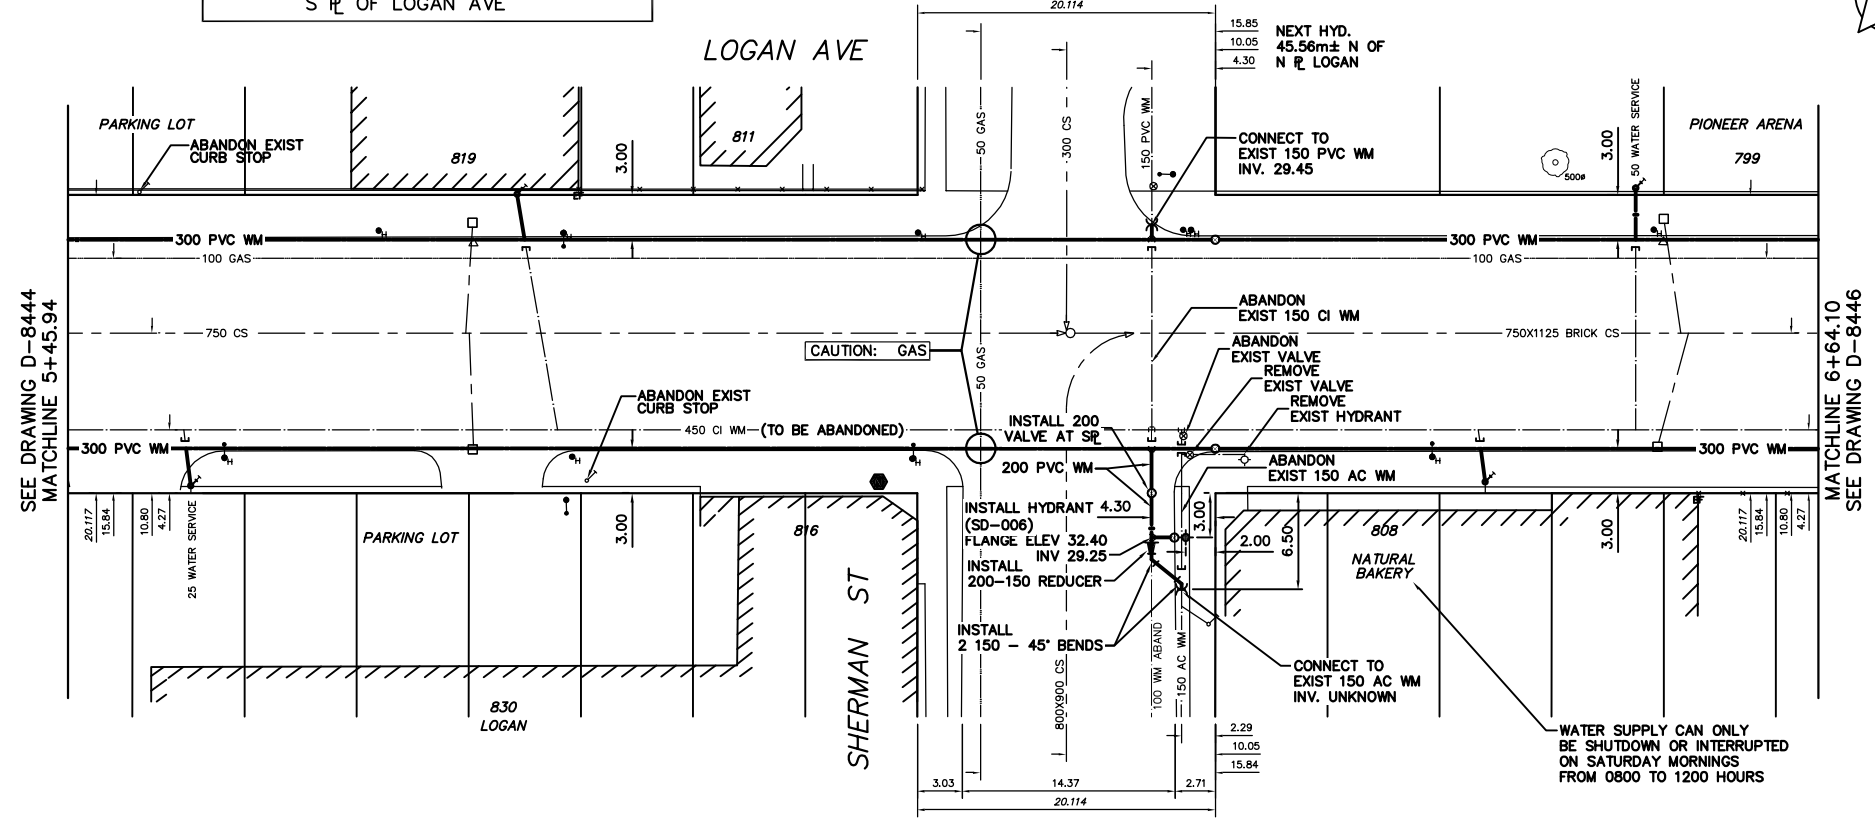 S PL OF LOGAN AVE
20.114
LOGAN AVE
15.85
10.05
4.30
NEXT HYD.
45.56m± N OF
N PL LOGAN
PARKING LOT
ABANDON EXIST
CURB STOP
819
3.00
811
50 GAS
300 CS
150 PVC WM
CONNECT TO
EXIST 150 PVC WM
INV. 29.45
500ø
3.00
50 WATER SERVICE
PIONEER ARENA
799
300 PVC WM
300 PVC WM
100 GAS
100 GAS
SEE DRAWING D-8444
MATCHLINE 5+45.94
750 CS
750X1125 BRICK CS
CAUTION: GAS
50 GAS
ABANDON
EXIST 150 CI WM
ABANDON
EXIST VALVE
REMOVE
EXIST VALVE
REMOVE
EXIST HYDRANT
MATCHLINE 6+64.10
SEE DRAWING D-8446
ABANDON EXIST
CURB STOP
450 CI WM (TO BE ABANDONED)
INSTALL 200
VALVE AT SPL
300 PVC WM
300 PVC WM
200 PVC WM
ABANDON
EXIST 150 AC WM
INSTALL HYDRANT
(SD-006)
FLANGE ELEV 32.40
INV 29.25
4.30
3.00
2.00
6.50
20.117
15.84
10.80
4.27
25 WATER SERVICE
PARKING LOT
3.00
816
808
NATURAL
BAKERY
3.00
20.117
15.84
10.80
4.27
INSTALL
200-150 REDUCER
SHERMAN ST
INSTALL
2 150 - 45° BENDS
800X900 CS
100 WM ABAND
150 AC WM
CONNECT TO
EXIST 150 AC WM
INV. UNKNOWN
830
LOGAN
2.29
10.05
15.84
WATER SUPPLY CAN ONLY
BE SHUTDOWN OR INTERRUPTED
ON SATURDAY MORNINGS
FROM 0800 TO 1200 HOURS
3.03
14.37
2.71
20.114